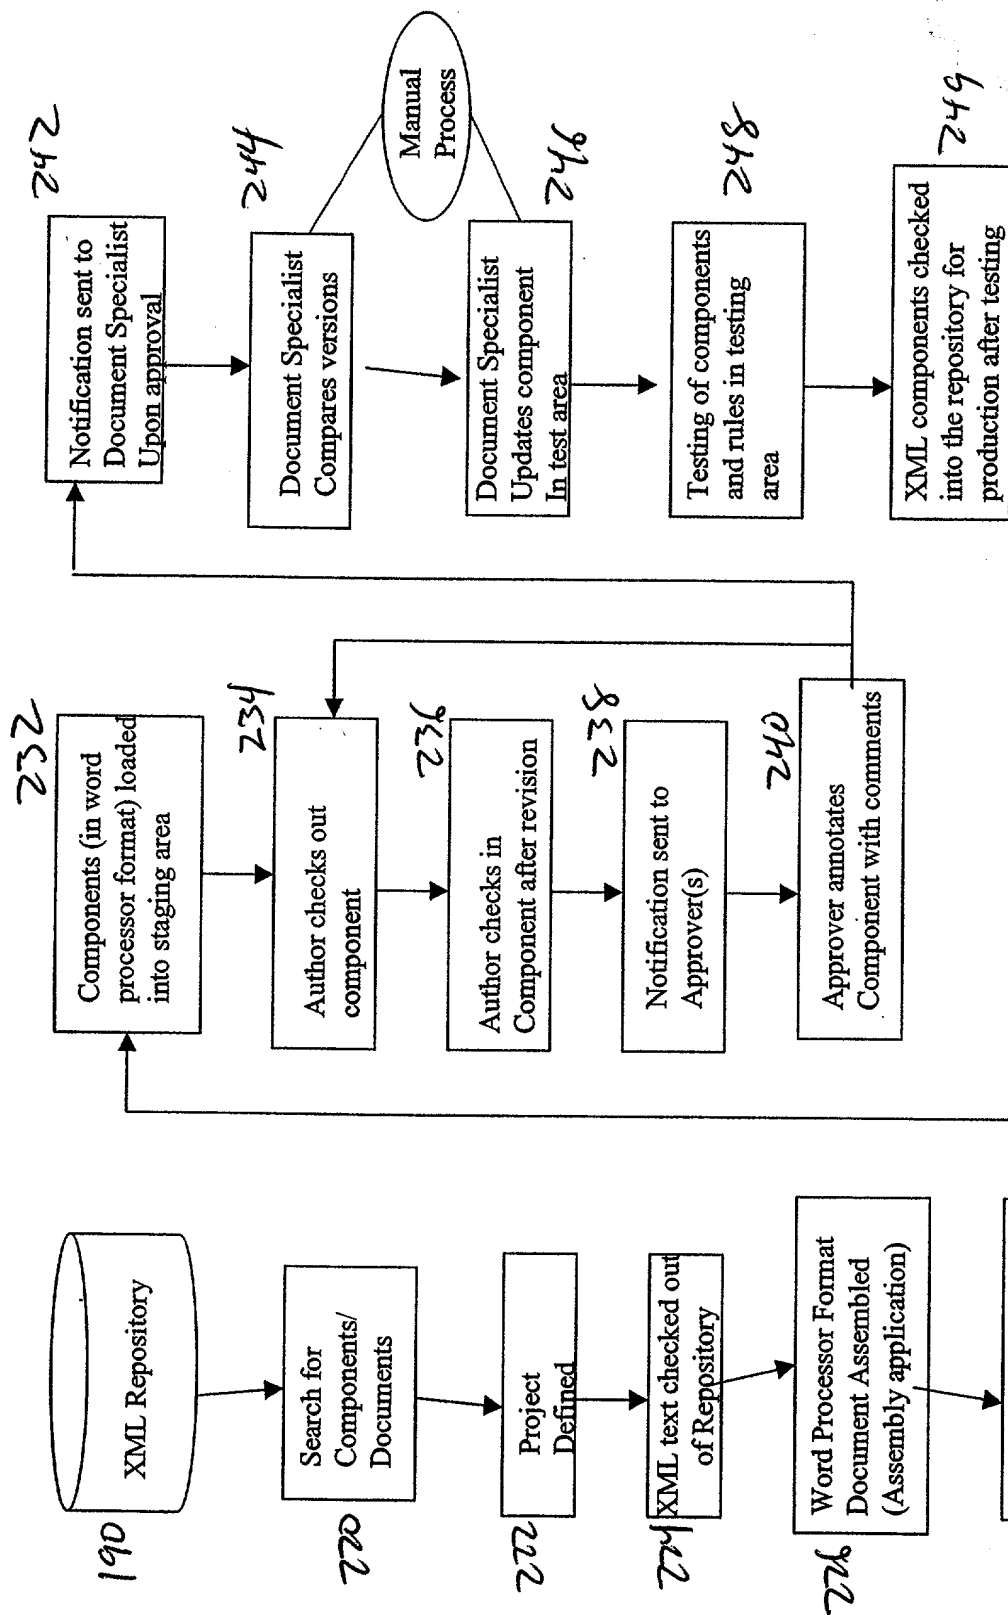 190
XML Repository
220
Search for
Components/
Documents
222
Project
Defined
224
XML text checked out
of Repository
226
Word Processor Format
Document Assembled
(Assembly application)
232
Components (in word
processor format) loaded
into staging area
234
Author checks out
component
236
Author checks in
Component after revision
238
Notification sent to
Approver(s)
240
Approver annotates
Component with comments
242
Notification sent to
Document Specialist
Upon approval
244
Document Specialist
Compares versions
Manual
Process
246
Document Specialist
Updates component
In test area
248
Testing of components
and rules in testing
area
249
XML components checked
into the repository for
production after testing